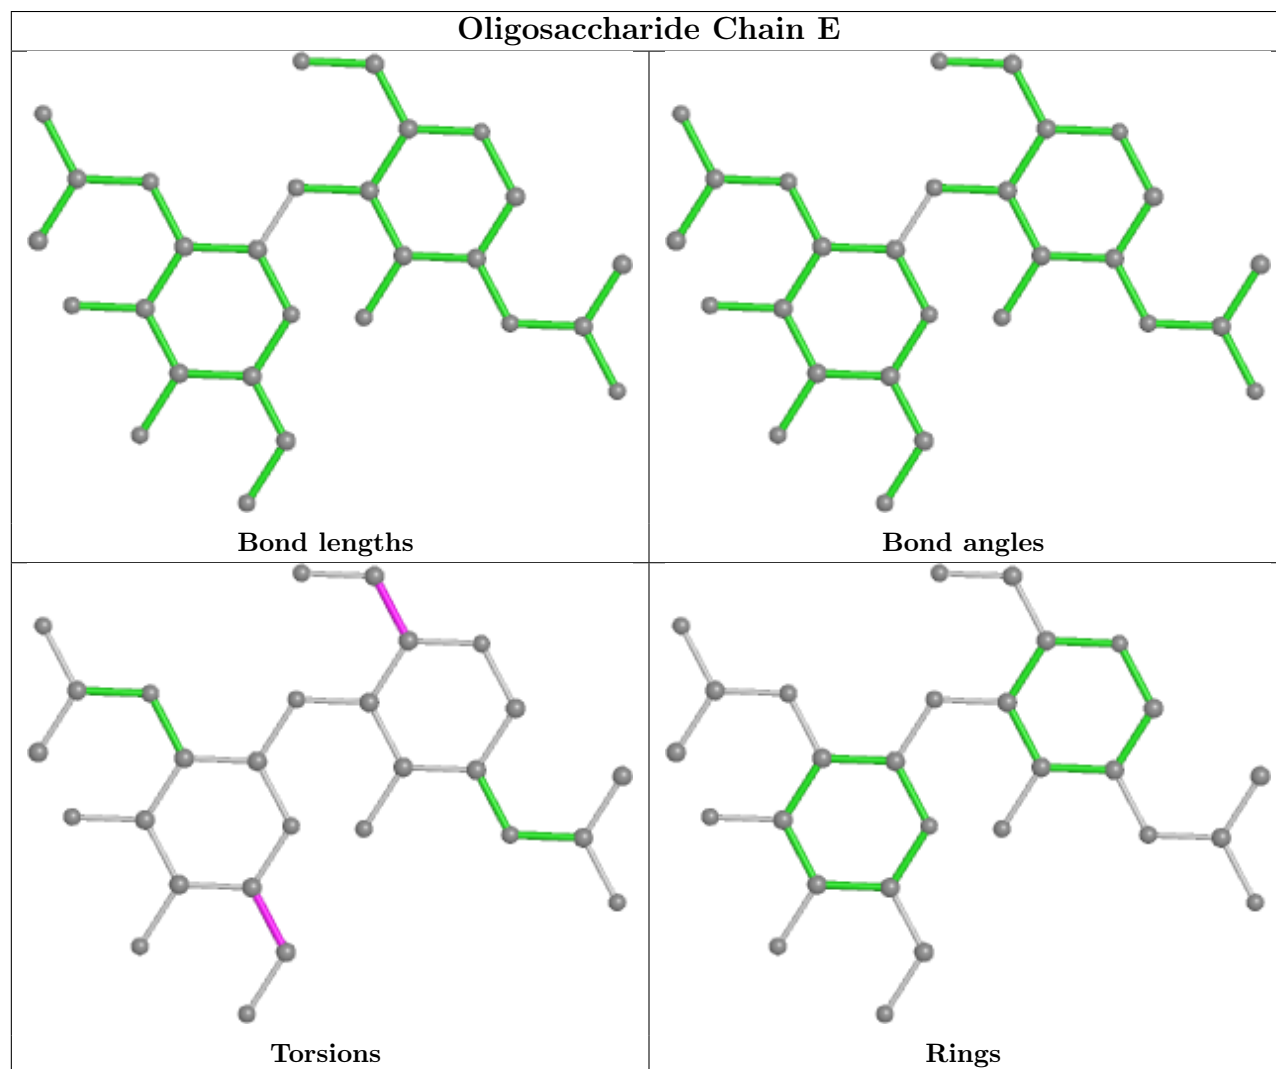 Oligosaccharide Chain E
Bond lengths
Bond angles
Torsions
Rings